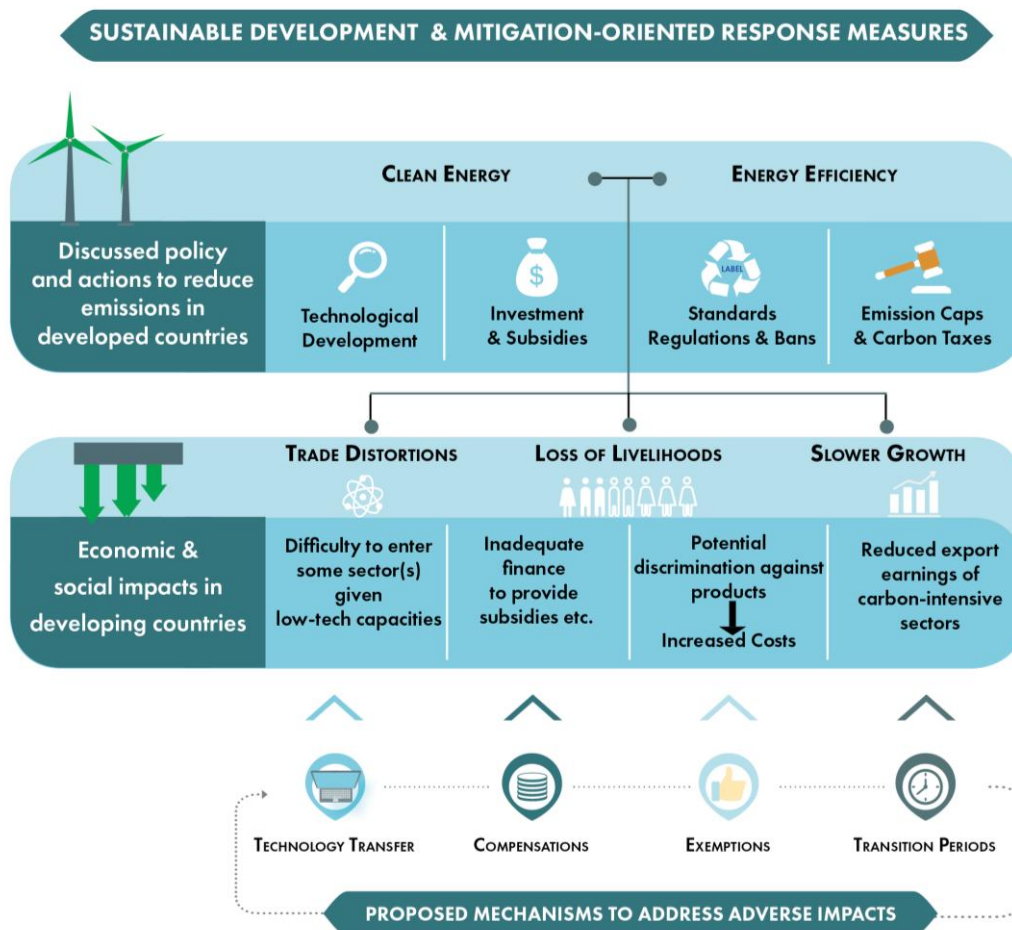 SUSTAINABLE DEVELOPMENT & MITIGATION-ORIENTED RESPONSE MEASURES
CLEAN ENERGY
ENERGY EFFICIENCY
Discussed policy
and actions to reduce
emissions in
developed countries
Technological
Development
$
Investment
& Subsidies
LABEL
Standards
Regulations & Bans
Emission Caps
& Carbon Taxes
TRADE DISTORTIONS
LOSS OF LIVELIHOODS
SLOWER GROWTH
Economic &
social impacts in
developing countries
Difficulty to enter
some sector(s)
given
low-tech capacities
Inadequate
finance
to provide
subsidies etc.
Potential
discrimination against
products
Increased Costs
Reduced export
earnings of
carbon-intensive
sectors
TECHNOLOGY TRANSFER
COMPENSATIONS
EXEMPTIONS
TRANSITION PERIODS
PROPOSED MECHANISMS TO ADDRESS ADVERSE IMPACTS